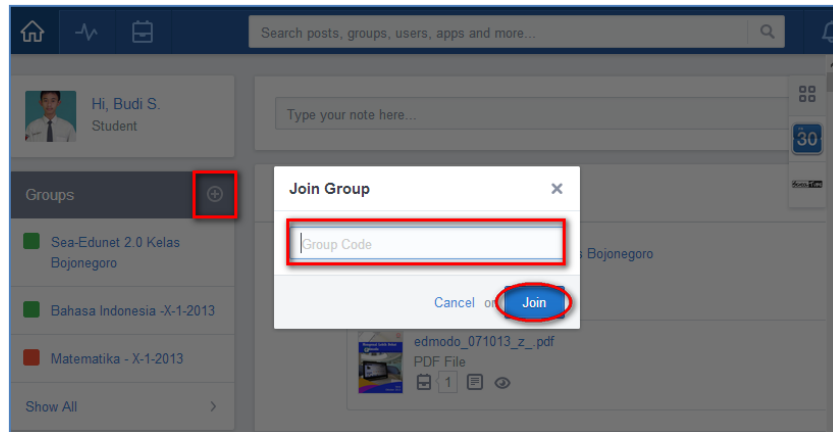 Search posts, groups, users, apps and more...
Hi, Budi S.
Student
Type your note here...
30
Groups
Join Group
Group Code
Sea-Edunet 2.0 Kelas
Bojonegoro
s Bojonegoro
Cancel or Join
Bahasa Indonesia -X-1-2013
edmodo_071013_z_.pdf
PDF File
1
Matematika - X-1-2013
Show All